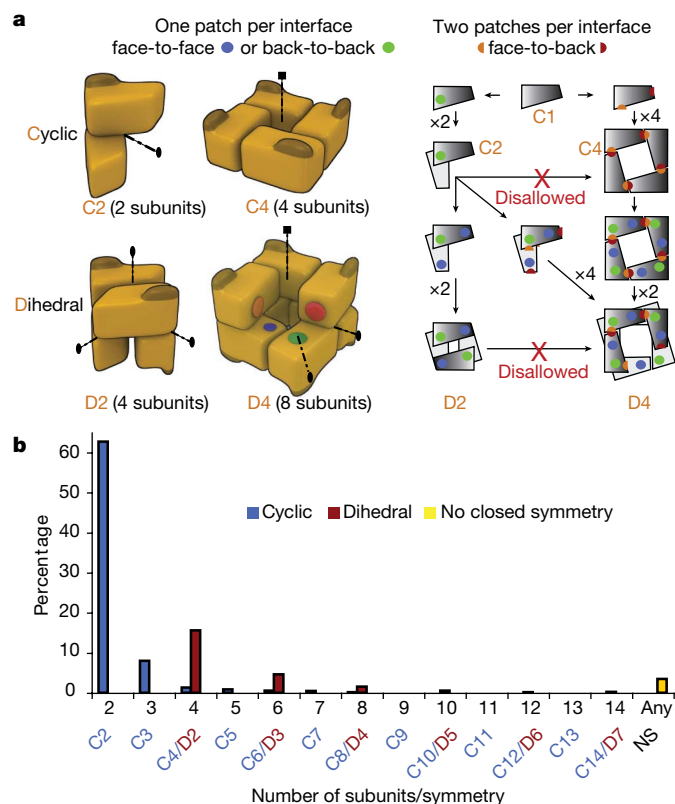 a
One patch per interface
face-to-face or back-to-back
Two patches per interface
face-to-back
Cyclic
C2 (2 subunits)
C4 (4 subunits)
Dihedral
D2 (4 subunits)
D4 (8 subunits)
C1
×2
×4
C2
C4
Disallowed
×2
×4
×2
Disallowed
D2
D4
b
Percentage
60
50
40
30
20
10
0
Cyclic
Dihedral
No closed symmetry
2 3 4 5 6 7 8 9 10 11 12 13 14 Any
C2 C3 C4/D2 C5 C6/D3 C7 C8/D4 C9 C10/D5 C11 C12/D6 C13 C14/D7 NS
Number of subunits/symmetry